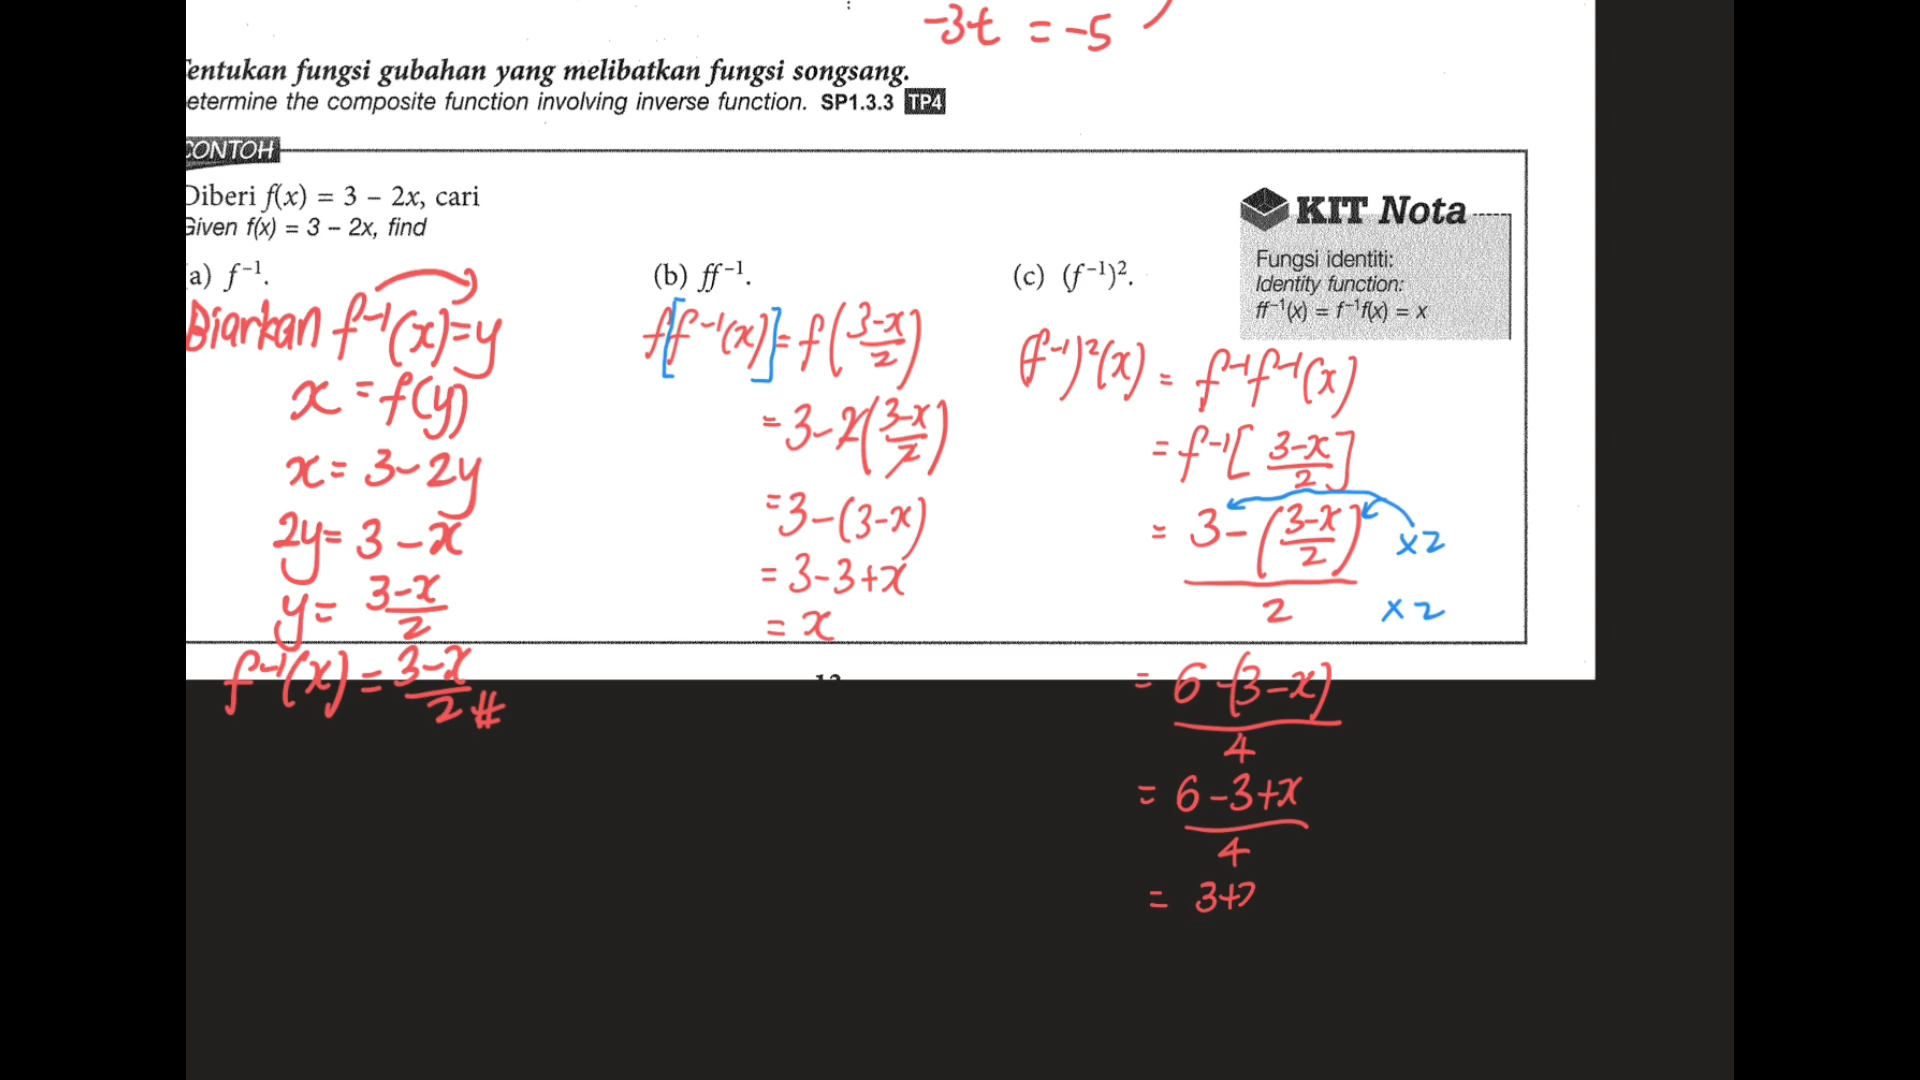 -3t = -5
entukan fungsi gubahan yang melibatkan fungsi songsang.
etermine the composite function involving inverse function. SP1.3.3 TP4
CONTOH
Diberi f(x) = 3 – 2x, cari
Given f(x) = 3 – 2x, find
KIT Nota
Fungsi identiti:
Identity function:
ff⁻¹(x) = f⁻¹f(x) = x
a) f⁻¹.
Biarkan f⁻¹(x)=y
x = f(y)
x = 3-2y
2y = 3-x
y = (3-x)/2
f⁻¹(x) = (3-x)/2 #
(b) ff⁻¹.
f[f⁻¹(x)] = f((3-x)/2)
= 3-2((3-x)/2)
= 3-(3-x)
= 3-3+x
= x
(c) (f⁻¹)².
(f⁻¹)²(x) = f⁻¹f⁻¹(x)
= f⁻¹[(3-x)/2]
= (3-((3-x)/2))/2 ×2 ×2
= (6-(3-x))/4
= (6-3+x)/4
= 3+